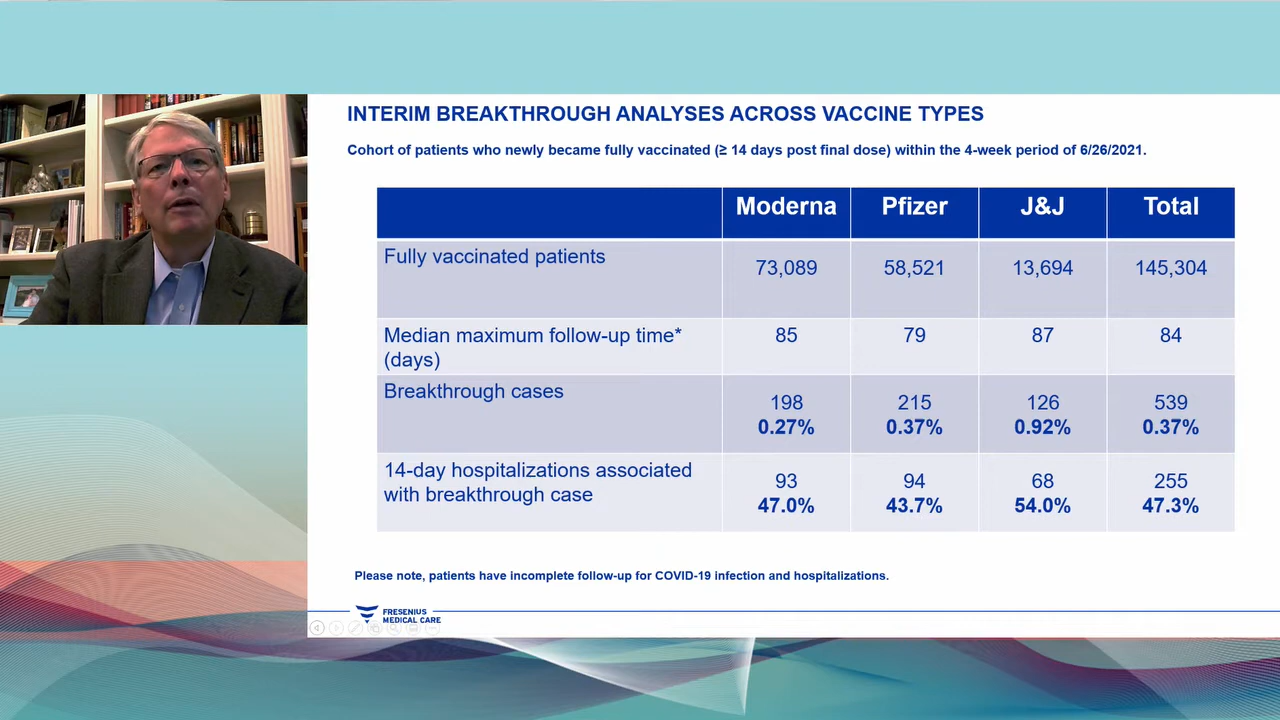 INTERIM BREAKTHROUGH ANALYSES ACROSS VACCINE TYPES
Cohort of patients who newly became fully vaccinated (≥ 14 days post final dose) within the 4-week period of 6/26/2021.
Moderna Pfizer J&J Total
Fully vaccinated patients 73,089 58,521 13,694 145,304
Median maximum follow-up time* 85 79 87 84
(days)
Breakthrough cases
198 215 126 539
0.27% 0.37% 0.92% 0.37%
14-day hospitalizations associated 93 94 68 255
with breakthrough case 47.0% 43.7% 54.0% 47.3%
Please note, patients have incomplete follow-up for COVID-19 infection and hospitalizations.
FRESENIUS
MEDICAL CARE